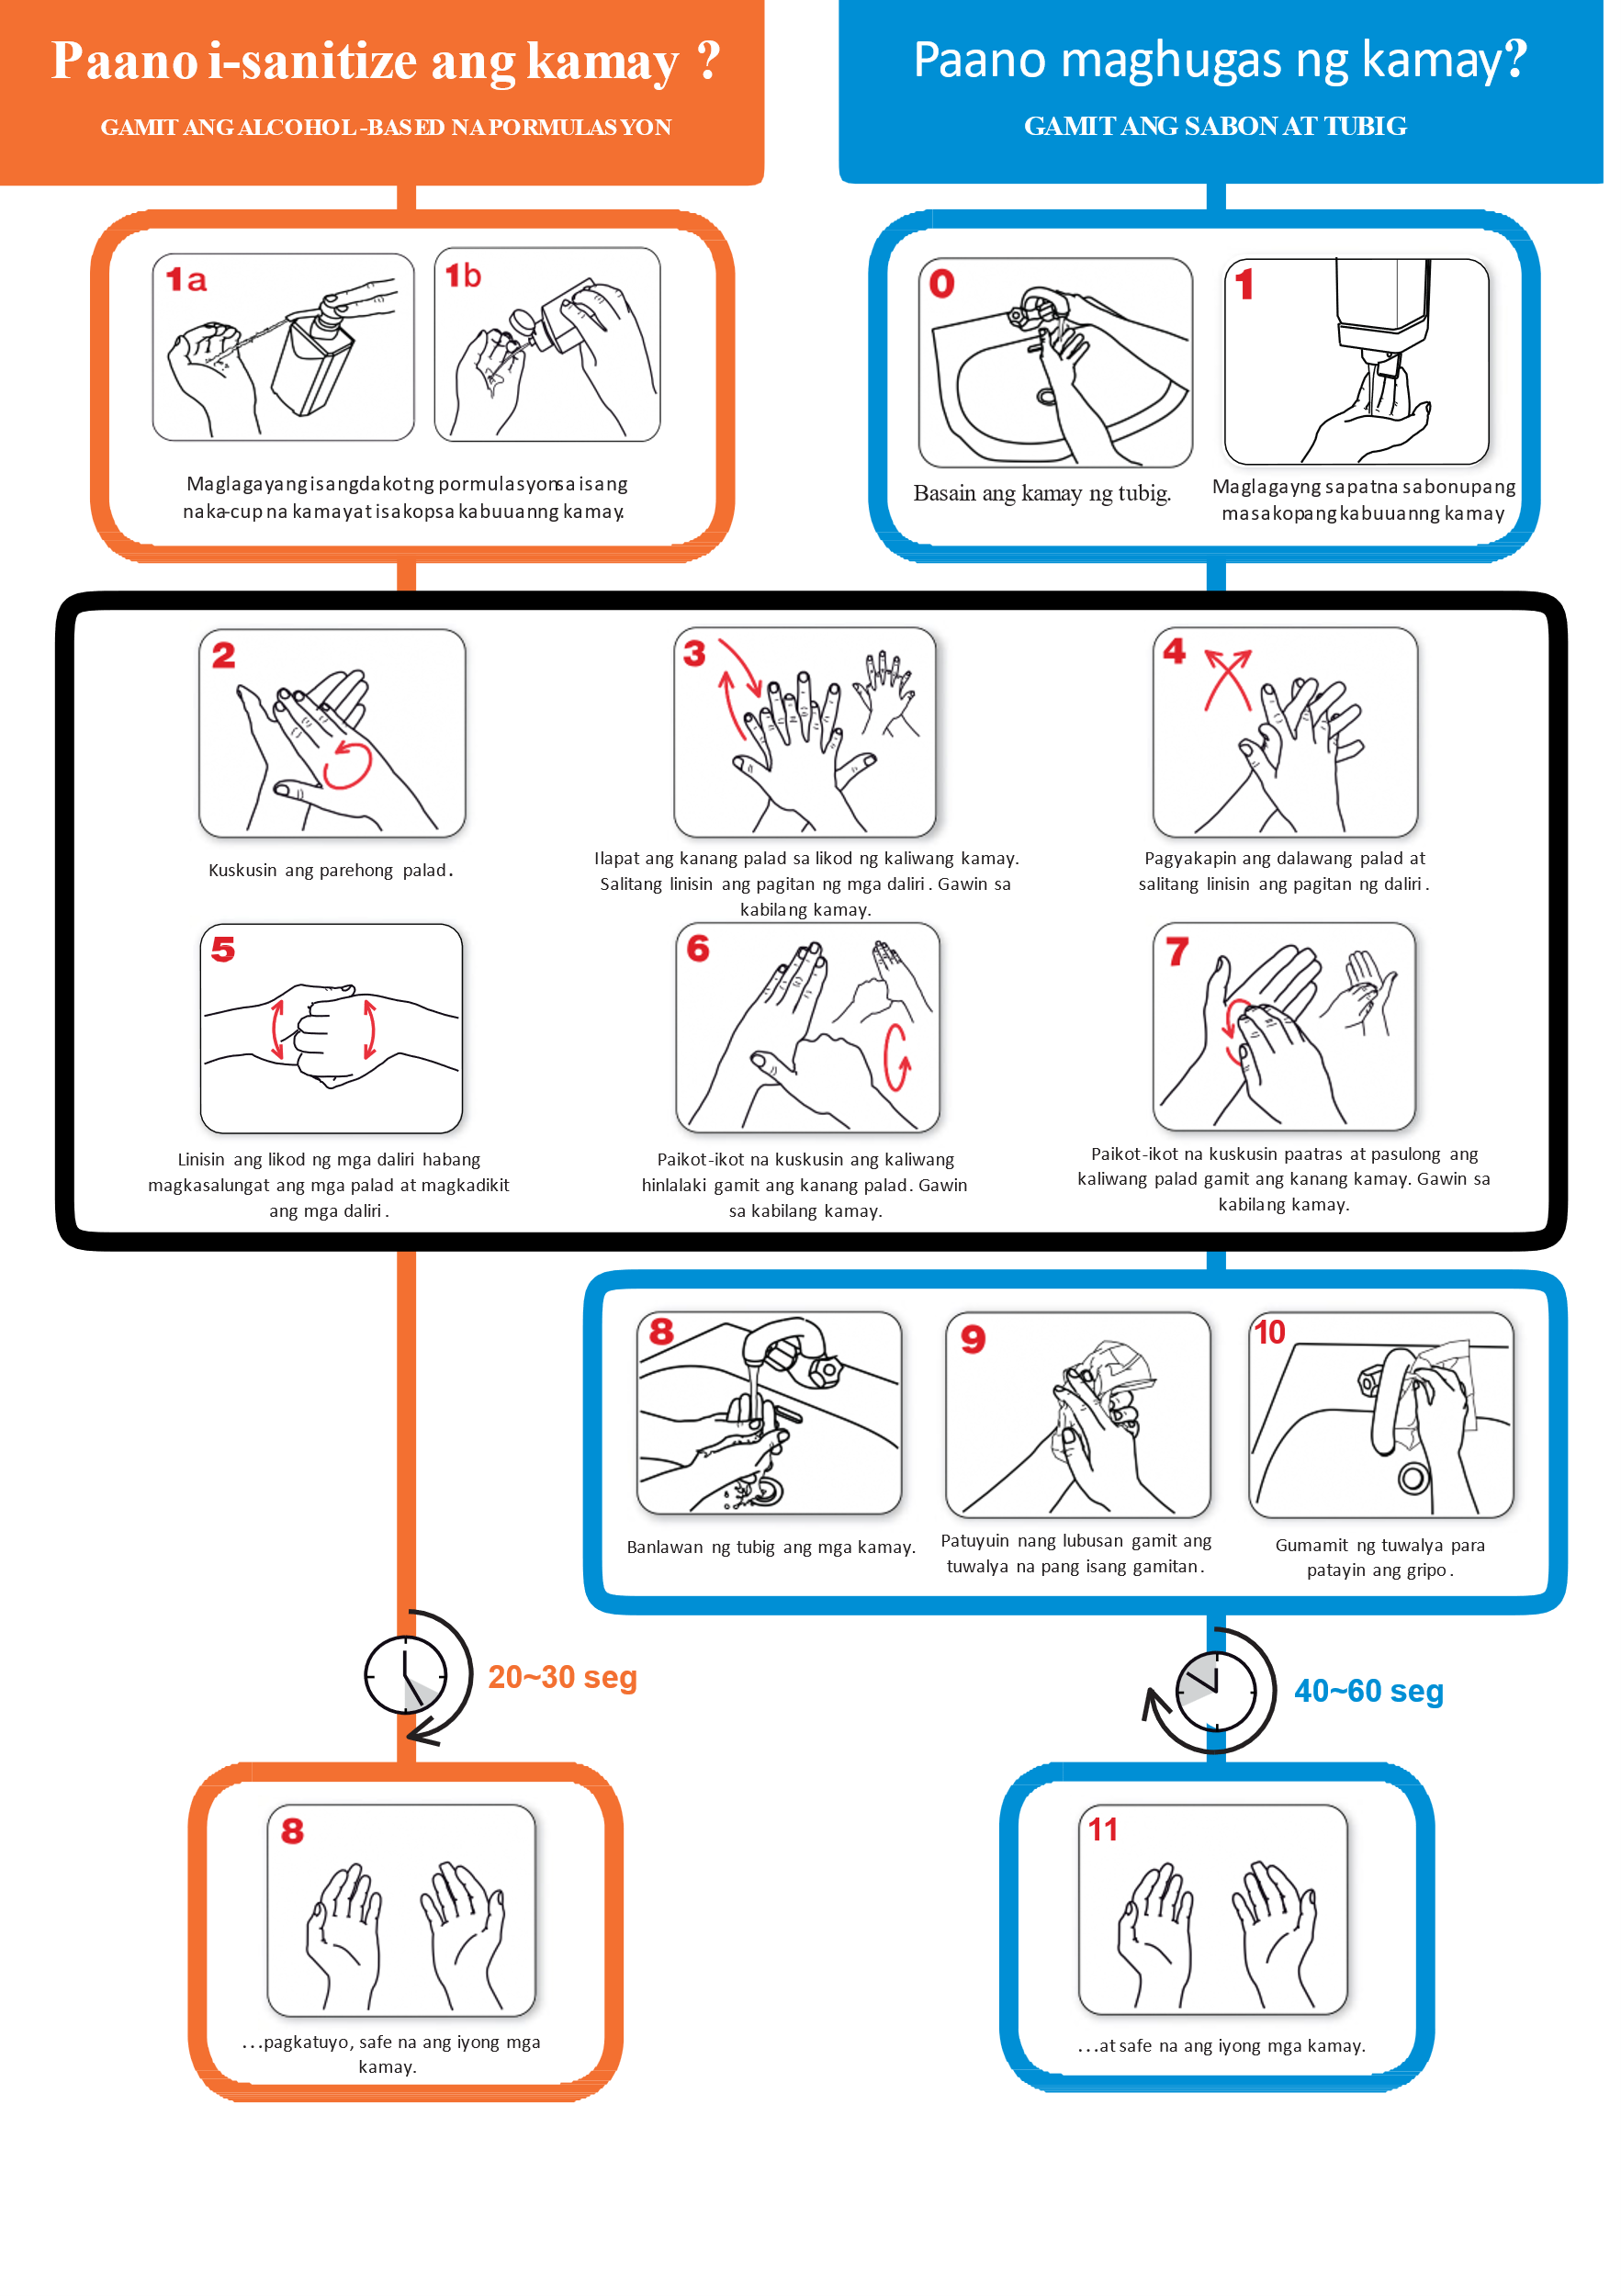 Paano i-sanitize ang kamay ?
GAMIT ANG ALCOHOL-BASED NA PORMULASYON
Paano maghugas ng kamay?
GAMIT ANG SABON AT TUBIG
1a
1b
Maglagay ang isang dakot ng pormulasyon sa isang
naka-cup na kamay at isakop sa kabuuan ng kamay.
0
Basain ang kamay ng tubig.
1
Maglagay ng sapat na sabon upang
masakop ang kabuuan ng kamay
2
Kuskusin ang parehong palad.
3
Ilapat ang kanang palad sa likod ng kaliwang kamay.
Salitang linisin ang pagitan ng mga daliri. Gawin sa
kabilang kamay.
4
Pagyakapin ang dalawang palad at
salitang linisin ang pagitan ng daliri.
5
Linisin ang likod ng mga daliri habang
magkasalungat ang mga palad at magkadikit
ang mga daliri.
6
Paikot-ikot na kuskusin ang kaliwang
hinlalaki gamit ang kanang palad. Gawin
sa kabilang kamay.
7
Paikot-ikot na kuskusin paatras at pasulong ang
kaliwang palad gamit ang kanang kamay. Gawin sa
kabilang kamay.
8
Banlawan ng tubig ang mga kamay.
9
Patuyuin nang lubusan gamit ang
tuwalya na pang isang gamitan.
10
Gumamit ng tuwalya para
patayin ang gripo.
20~30 seg
40~60 seg
8
...pagkatuyo, safe na ang iyong mga
kamay.
11
...at safe na ang iyong mga kamay.